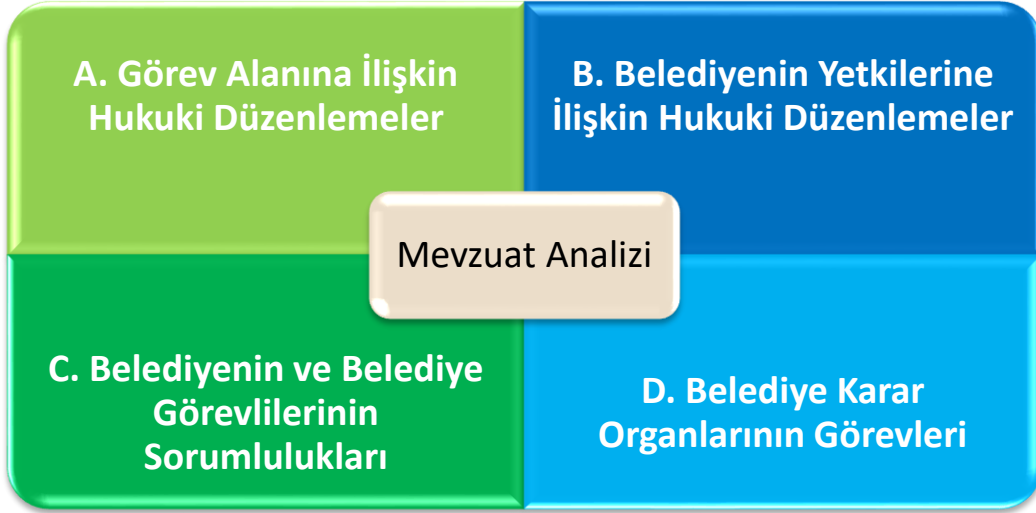 A. Görev Alanına İlişkin
Hukuki Düzenlemeler
B. Belediyenin Yetkilerine
İlişkin Hukuki Düzenlemeler
Mevzuat Analizi
C. Belediyenin ve Belediye
Görevlilerinin
Sorumlulukları
D. Belediye Karar
Organlarının Görevleri